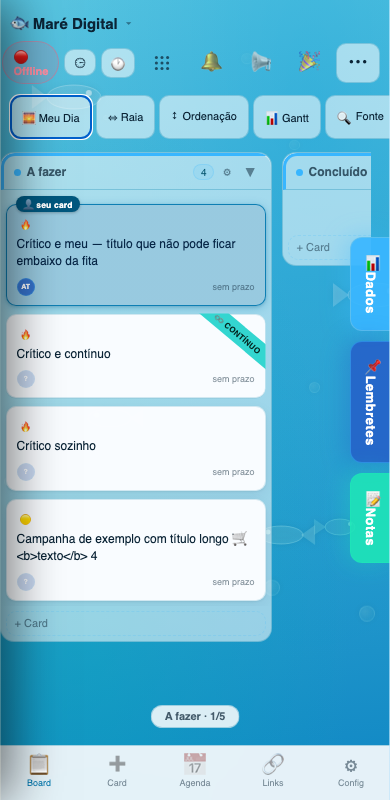 Maré Digital
Offline
Meu Dia
Raia
Ordenação
Gantt
Fonte
A fazer
4
Concluído
seu card
Crítico e meu — título que não pode ficar
embaixo da fita
AT
sem prazo
+ Card
CONTÍNUO
Crítico e contínuo
?
sem prazo
Crítico sozinho
?
sem prazo
Campanha de exemplo com título longo 🛒
<b>texto</b> 4
?
sem prazo
+ Card
Dados
Lembretes
Notas
A fazer · 1/5
Board
Card
Agenda
Links
Config